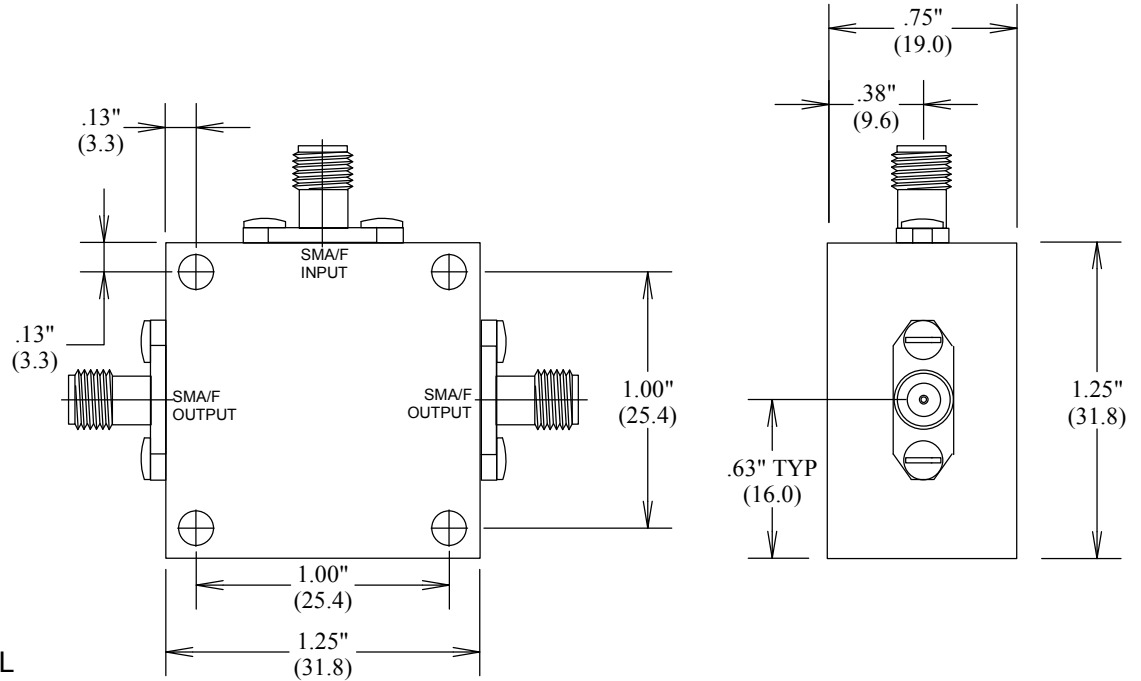 .75"
(19.0)
.38"
(9.6)
.13"
(3.3)
SMA/F
INPUT
.13"
(3.3)
SMA/F
OUTPUT
SMA/F
OUTPUT
1.00"
(25.4)
1.25"
(31.8)
.63" TYP
(16.0)
1.00"
(25.4)
1.25"
(31.8)
L